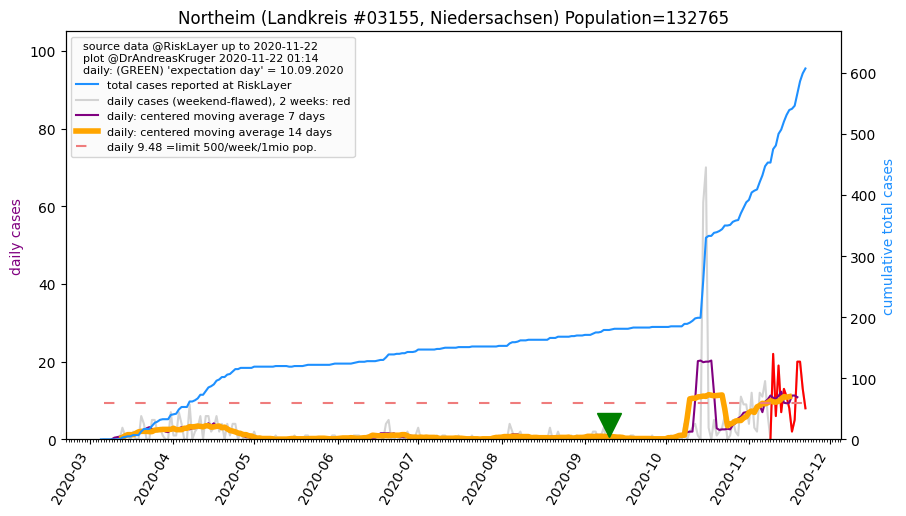 Northeim (Landkreis #03155, Niedersachsen) Population=132765
source data @RiskLayer up to 2020-11-22
plot @DrAndreasKruger 2020-11-22 01:14
daily: (GREEN) 'expectation day' = 10.09.2020
total cases reported at RiskLayer
daily cases (weekend-flawed), 2 weeks: red
daily: centered moving average 7 days
daily: centered moving average 14 days
daily 9.48 =limit 500/week/1mio pop.
daily cases
100
80
60
40
20
0
cumulative total cases
600
500
400
300
200
100
0
2020-03
2020-04
2020-05
2020-06
2020-07
2020-08
2020-09
2020-10
2020-11
2020-12